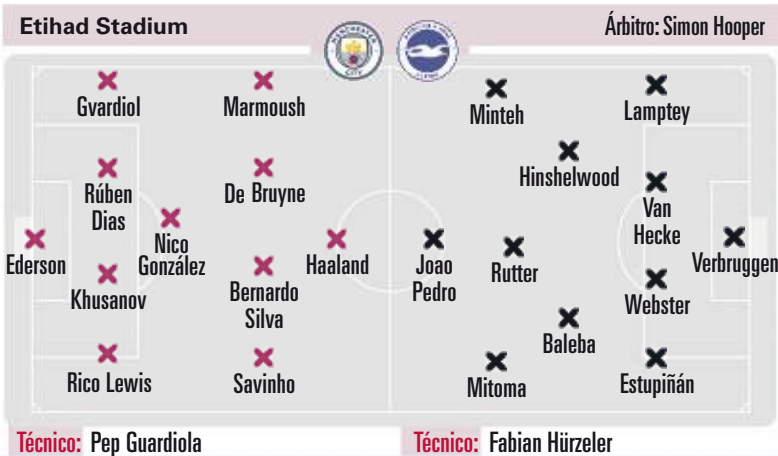 Etihad Stadium
Árbitro: Simon Hooper
Gvardiol
Marmoush
Minteh
Lamptey
Rúben
Dias
De Bruyne
Hinshelwood
Van
Hecke
Ederson
Nico
González
Haaland
Joao
Pedro
Rutter
Verbruggen
Khusanov
Bernardo
Silva
Baleba
Webster
Rico Lewis
Savinho
Mitoma
Estupiñán
Técnico: Pep Guardiola
Técnico: Fabian Hürzeler